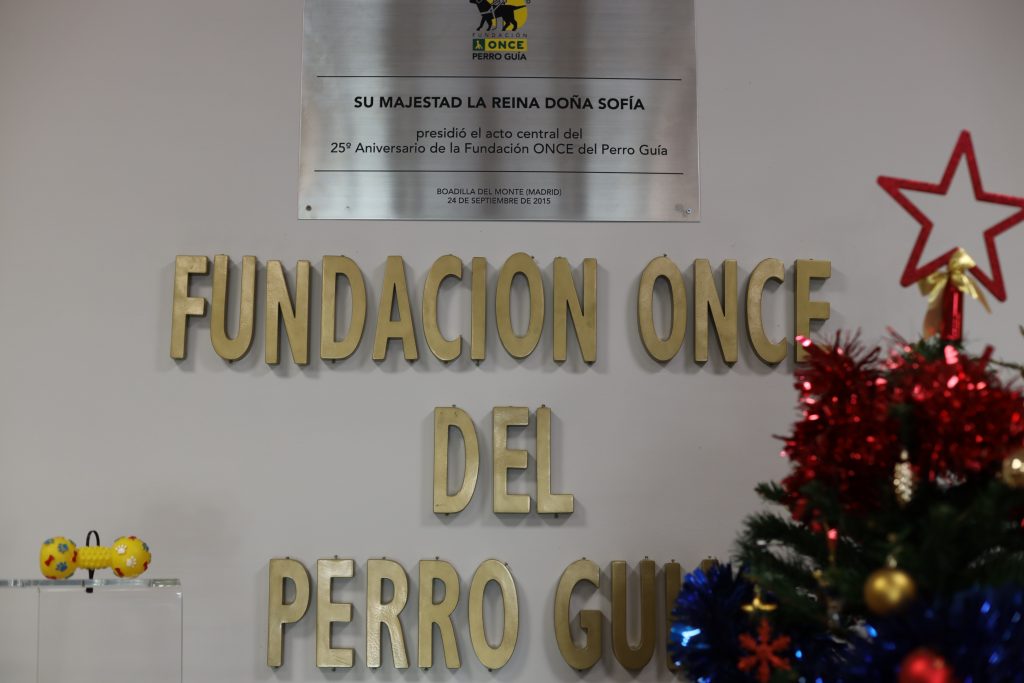 FUNDACIÓN
ONCE
PERRO GUÍA
SU MAJESTAD LA REINA DOÑA SOFÍA
presidió el acto central del
25º Aniversario de la Fundación ONCE del Perro Guía
BOADILLA DEL MONTE (MADRID)
24 DE SEPTIEMBRE DE 2015
FUNDACION ONCE
DEL
PERRO GUI